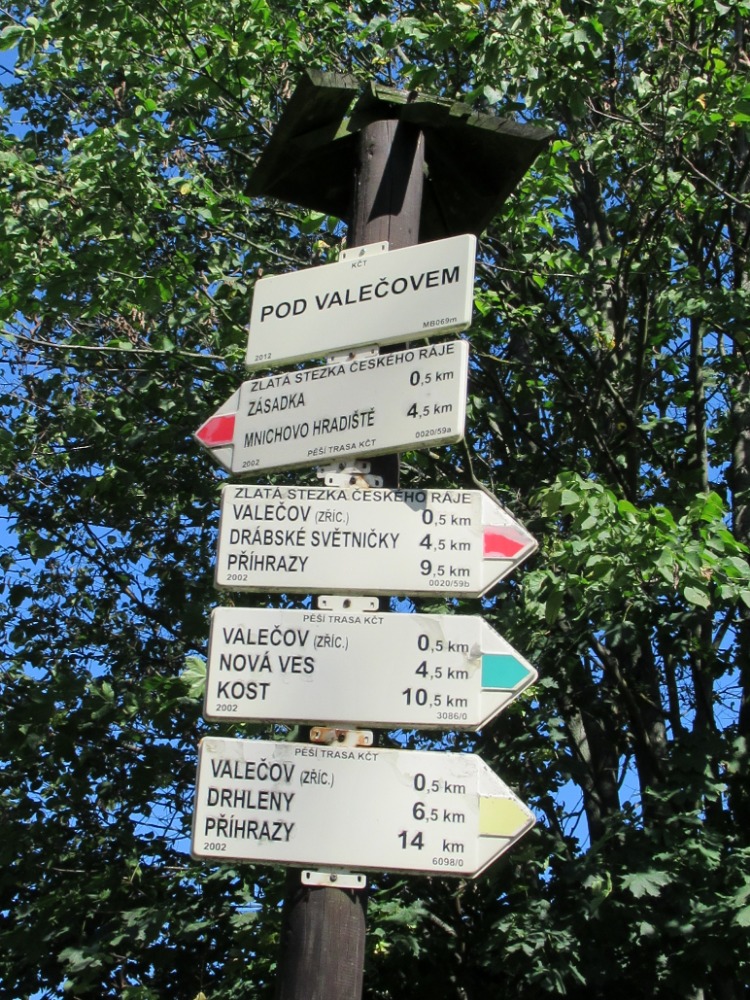 KČT
POD VALEČOVEM
2012 MB069m
ZLATÁ STEZKA ČESKÉHO RÁJE
ZÁSADKA 0,5 km
MNICHOVO HRADIŠTĚ 4,5 km
2002 PĚŠÍ TRASA KČT 0020/59a
ZLATÁ STEZKA ČESKÉHO RÁJE
VALEČOV (ZŘÍC.) 0,5 km
DRÁBSKÉ SVĚTNIČKY 4,5 km
PŘÍHRAZY 9,5 km
2002 0020/59b
PĚŠÍ TRASA KČT
VALEČOV (ZŘÍC.) 0,5 km
NOVÁ VES 4,5 km
KOST 10,5 km
2002 3086/0
PĚŠÍ TRASA KČT
VALEČOV (ZŘÍC.) 0,5 km
DRHLENY 6,5 km
PŘÍHRAZY 14 km
2002 6098/0